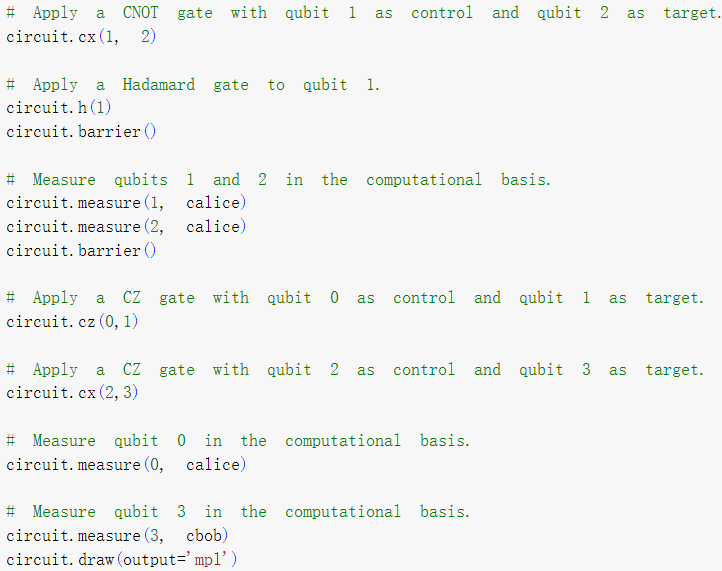 # Apply a CNOT gate with qubit 1 as control and qubit 2 as target.
circuit.cx(1, 2)
# Apply a Hadamard gate to qubit 1.
circuit.h(1)
circuit.barrier()
# Measure qubits 1 and 2 in the computational basis.
circuit.measure(1, calice)
circuit.measure(2, calice)
circuit.barrier()
# Apply a CZ gate with qubit 0 as control and qubit 1 as target.
circuit.cz(0,1)
# Apply a CZ gate with qubit 2 as control and qubit 3 as target.
circuit.cx(2,3)
# Measure qubit 0 in the computational basis.
circuit.measure(0, calice)
# Measure qubit 3 in the computational basis.
circuit.measure(3, cbob)
circuit.draw(output='mpl')